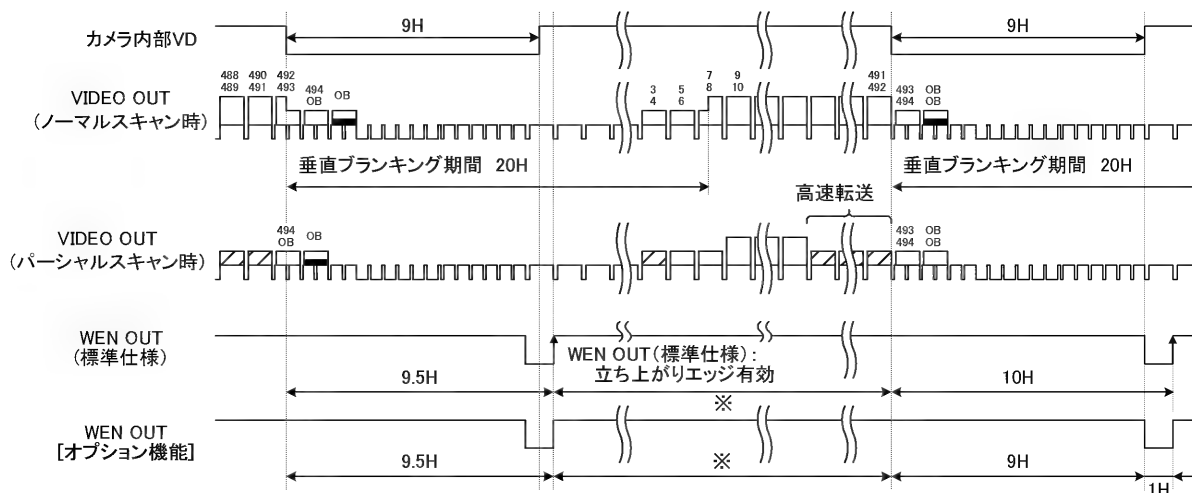 カメラ内部VD
9H
9H
VIDEO OUT
(ノーマルスキャン時)
488
489
490
491
492
493
494
OB
OB
3
4
5
6
7
8
9
10
491
492
493
494
OB
OB
垂直ブランキング期間 20H
垂直ブランキング期間 20H
高速転送
VIDEO OUT
(パーシャルスキャン時)
494
OB
OB
493
494
OB
OB
WEN OUT
(標準仕様)
WEN OUT(標準仕様):
立ち上がりエッジ有効
9.5H
※
10H
WEN OUT
[オプション機能]
9.5H
※
9H
1H